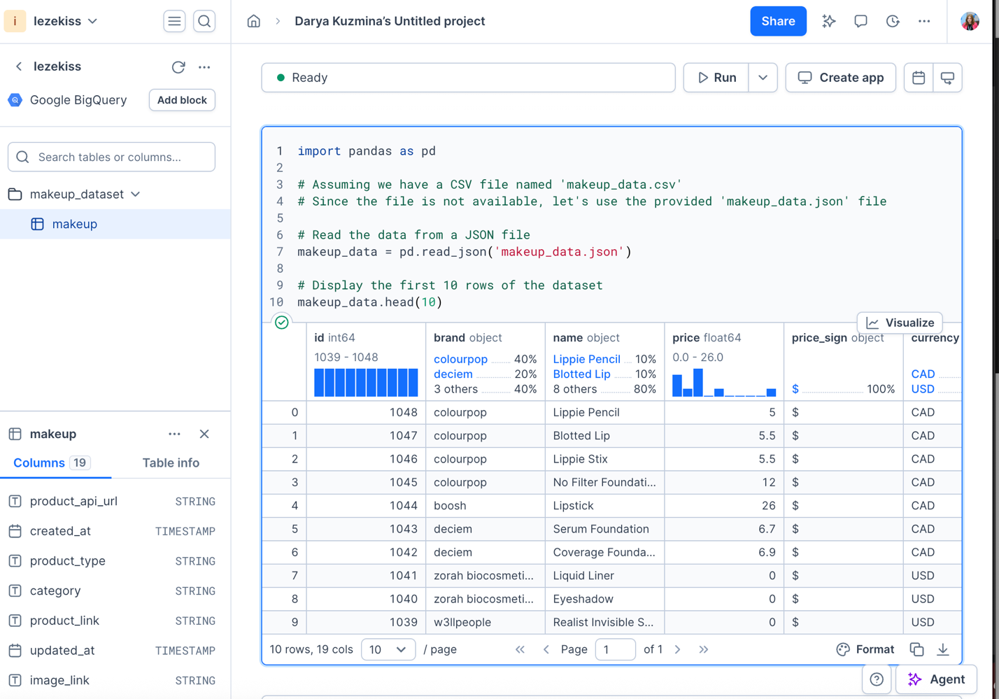 i lezekiss
Darya Kuzmina’s Untitled project
Share
lezekiss
Google BigQuery
Add block
Search tables or columns...
makeup_dataset
makeup
makeup
Columns 19
Table info
product_api_url STRING
created_at TIMESTAMP
product_type STRING
category STRING
product_link STRING
updated_at TIMESTAMP
image_link STRING
Ready
Run
Create app
1 import pandas as pd
2
3 # Assuming we have a CSV file named 'makeup_data.csv'
4 # Since the file is not available, let's use the provided 'makeup_data.json' file
5
6 # Read the data from a JSON file
7 makeup_data = pd.read_json('makeup_data.json')
8
9 # Display the first 10 rows of the dataset
10 makeup_data.head(10)
Visualize
id int64 brand object name object price float64 price_sign object currency
1039 - 1048 colourpop 40% Lippie Pencil 10% 0.0 - 26.0
deciem 20% Blotted Lip 10% CAD
3 others 40% 8 others 80% $ 100% USD
0 1048 colourpop Lippie Pencil 5 $ CAD
1 1047 colourpop Blotted Lip 5.5 $ CAD
2 1046 colourpop Lippie Stix 5.5 $ CAD
3 1045 colourpop No Filter Foundati... 12 $ CAD
4 1044 boosh Lipstick 26 $ CAD
5 1043 deciem Serum Foundation 6.7 $ CAD
6 1042 deciem Coverage Founda... 6.9 $ CAD
7 1041 zorah biocosmeti... Liquid Liner 0 $ USD
8 1040 zorah biocosmeti... Eyeshadow 0 $ USD
9 1039 w3llpeople Realist Invisible S... 0 $ USD
10 rows, 19 cols 10 / page Page 1 of 1 Format
Agent